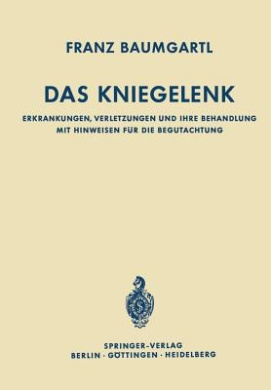 FRANZ BAUMGARTL
DAS KNIEGELENK
ERKRANKUNGEN, VERLETZUNGEN UND IHRE BEHANDLUNG
MIT HINWEISEN FÜR DIE BEGUTACHTUNG
SPRINGER-VERLAG
BERLIN · GÖTTINGEN · HEIDELBERG